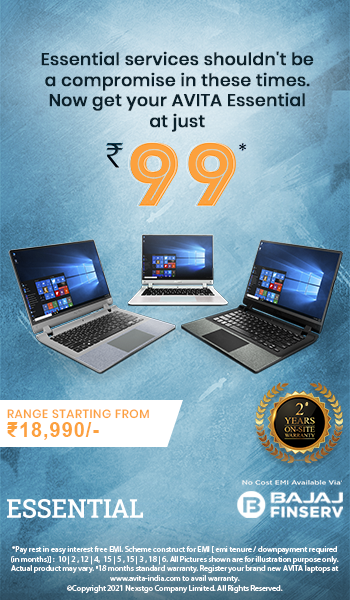 Essential services shouldn't be
a compromise in these times.
Now get your AVITA Essential
at just
₹99*
2*
YEARS
ON-SITE
WARRANTY
RANGE STARTING FROM
₹18,990/-
ESSENTIAL
No Cost EMI Available Via
B BAJAJ
FINSERV
*Pay rest in easy interest free EMI. Scheme construct for EMI [ emi tenure / downpayment required
(in months)] : 10 | 2 , 12 | 4, 15 | 5 , 15 | 3 , 18 | 6. All Pictures shown are for illustration purpose only.
Actual product may vary. *18 months standard warranty. Register your brand new AVITA laptops at
www.avita-india.com to avail warranty.
©Copyright 2021 Nexstgo Company Limited. All Rights Reserved.